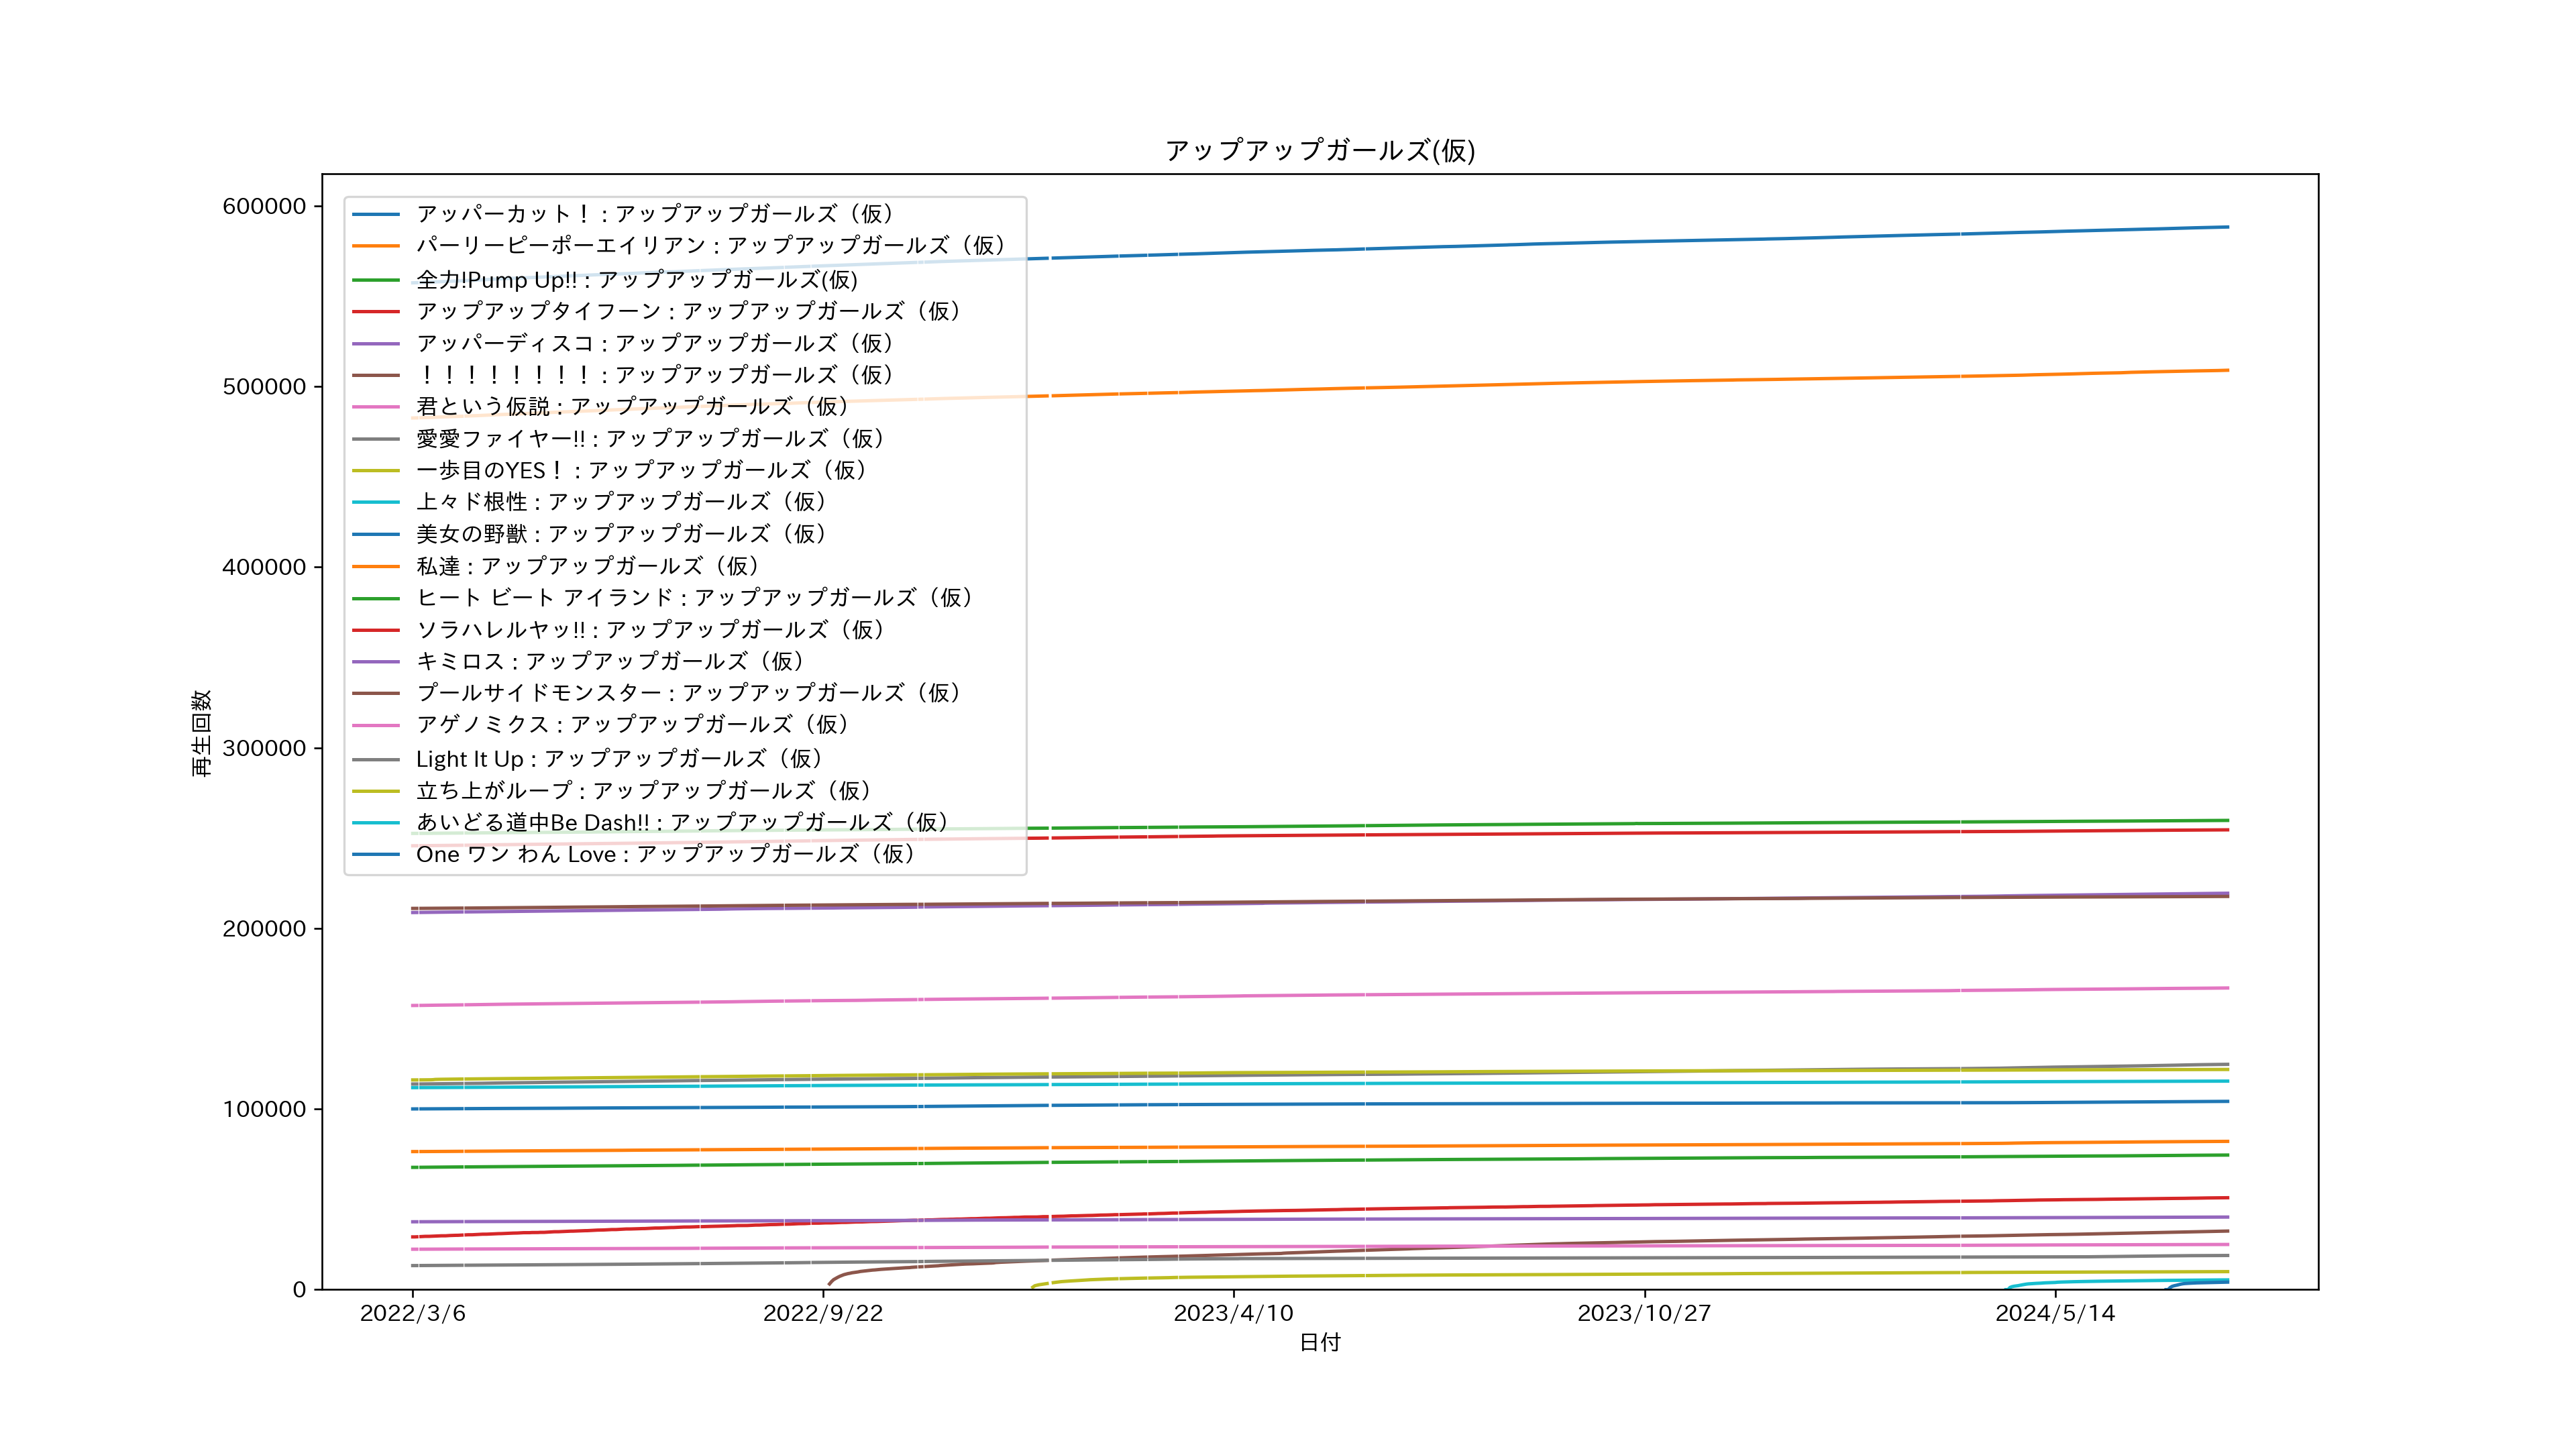 アップアップガールズ(仮)
600000
500000
400000
300000
200000
100000
0
再生回数
アッパーカット！ : アップアップガールズ（仮）
パーリーピーポーエイリアン : アップアップガールズ（仮）
全力!Pump Up!! : アップアップガールズ(仮)
アップアップタイフーン : アップアップガールズ（仮）
アッパーディスコ : アップアップガールズ（仮）
！！！！！！！！ : アップアップガールズ（仮）
君という仮説 : アップアップガールズ（仮）
愛愛ファイヤー!! : アップアップガールズ（仮）
一歩目のYES！ : アップアップガールズ（仮）
上々ド根性 : アップアップガールズ（仮）
美女の野獣 : アップアップガールズ（仮）
私達 : アップアップガールズ（仮）
ヒート ビート アイランド : アップアップガールズ（仮）
ソラハレルヤッ!! : アップアップガールズ（仮）
キミロス : アップアップガールズ（仮）
プールサイドモンスター : アップアップガールズ（仮）
アゲノミクス : アップアップガールズ（仮）
Light It Up : アップアップガールズ（仮）
立ち上がループ : アップアップガールズ（仮）
あいどる道中Be Dash!! : アップアップガールズ（仮）
One ワン わん Love : アップアップガールズ（仮）
2022/3/6
2022/9/22
2023/4/10
2023/10/27
2024/5/14
日付